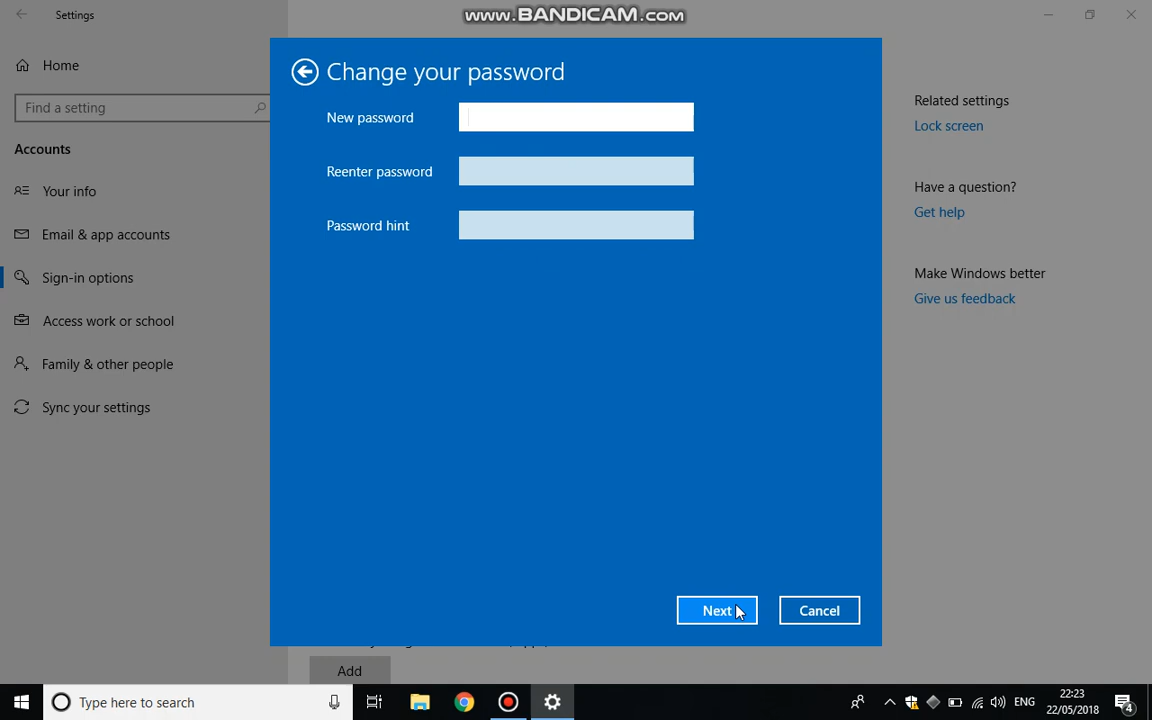 Settings
www.BANDICAM.com
Home
Find a setting
Accounts
Your info
Email & app accounts
Sign-in options
Access work or school
Family & other people
Sync your settings
Change your password
New password
Reenter password
Password hint
Next
Cancel
Related settings
Lock screen
Have a question?
Get help
Make Windows better
Give us feedback
Add
Type here to search
ENG
22:23
22/05/2018
4